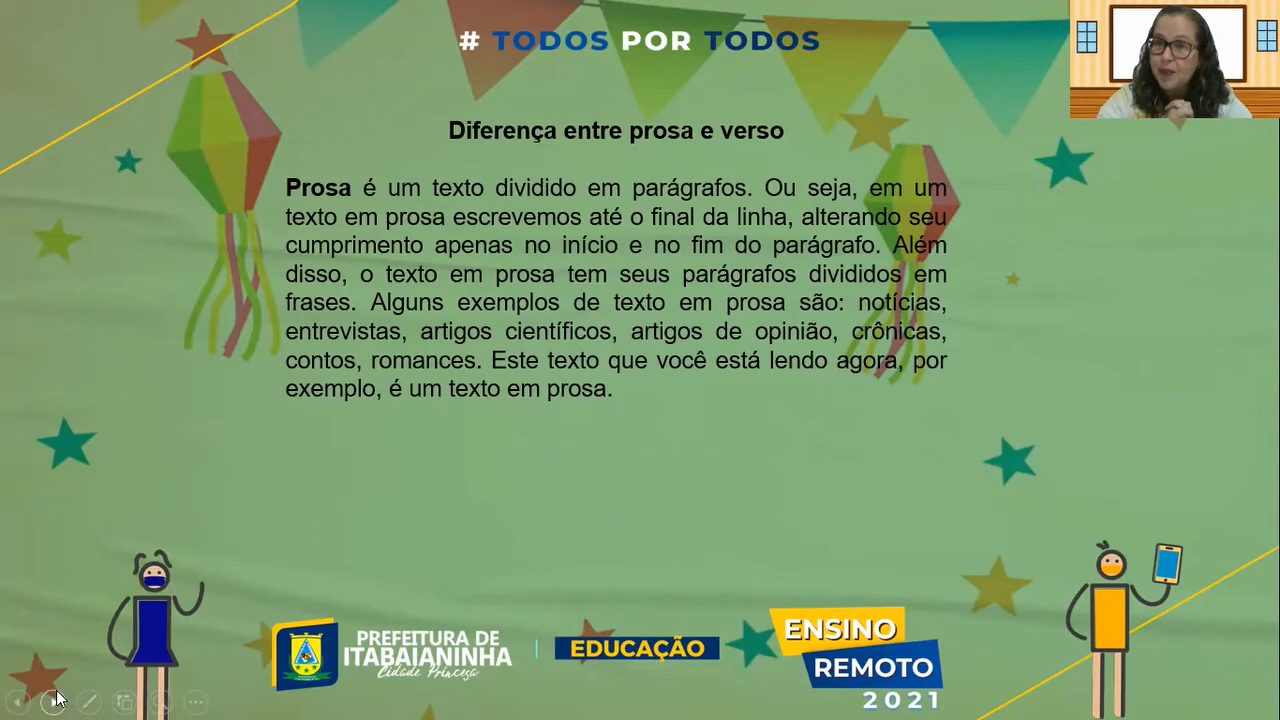 # TODOS POR TODOS
Diferença entre prosa e verso
Prosa é um texto dividido em parágrafos. Ou seja, em um
texto em prosa escrevemos até o final da linha, alterando seu
cumprimento apenas no início e no fim do parágrafo. Além
disso, o texto em prosa tem seus parágrafos divididos em
frases. Alguns exemplos de texto em prosa são: notícias,
entrevistas, artigos científicos, artigos de opinião, crônicas,
contos, romances. Este texto que você está lendo agora, por
exemplo, é um texto em prosa.
PREFEITURA DE
ITABAIANINHA
Cidade Princesa
EDUCAÇÃO
ENSINO
REMOTO
2021